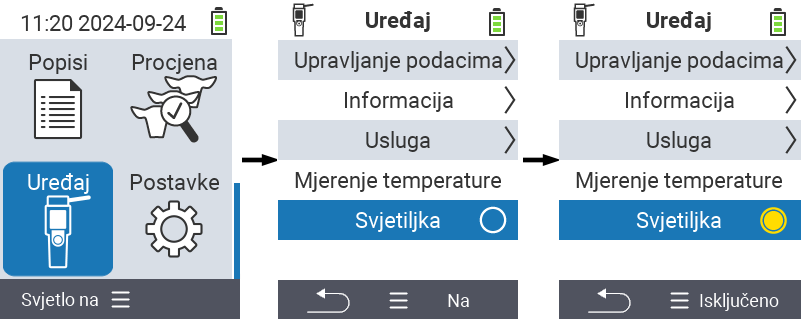 11:20 2024-09-24
Popisi
Procjena
Uređaj
Postavke
Svjetlo na
Uređaj
Upravljanje podacima
Informacija
Usluga
Mjerenje temperature
Svjetiljka
Na
Uređaj
Upravljanje podacima
Informacija
Usluga
Mjerenje temperature
Svjetiljka
Isključeno